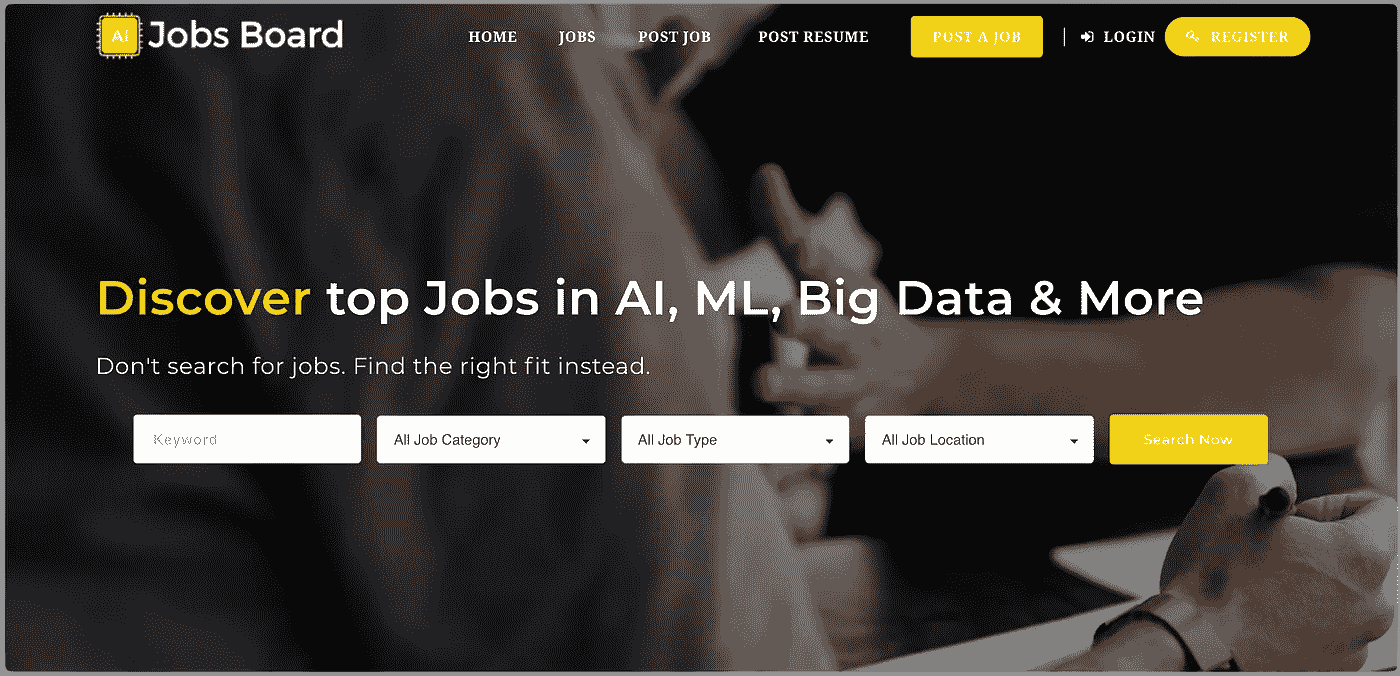 AI Jobs Board HOME JOBS POST JOB POST RESUME POST A JOB | LOGIN REGISTER
Discover top Jobs in AI, ML, Big Data & More
Don't search for jobs. Find the right fit instead.
Keyword All Job Category All Job Type All Job Location Search Now